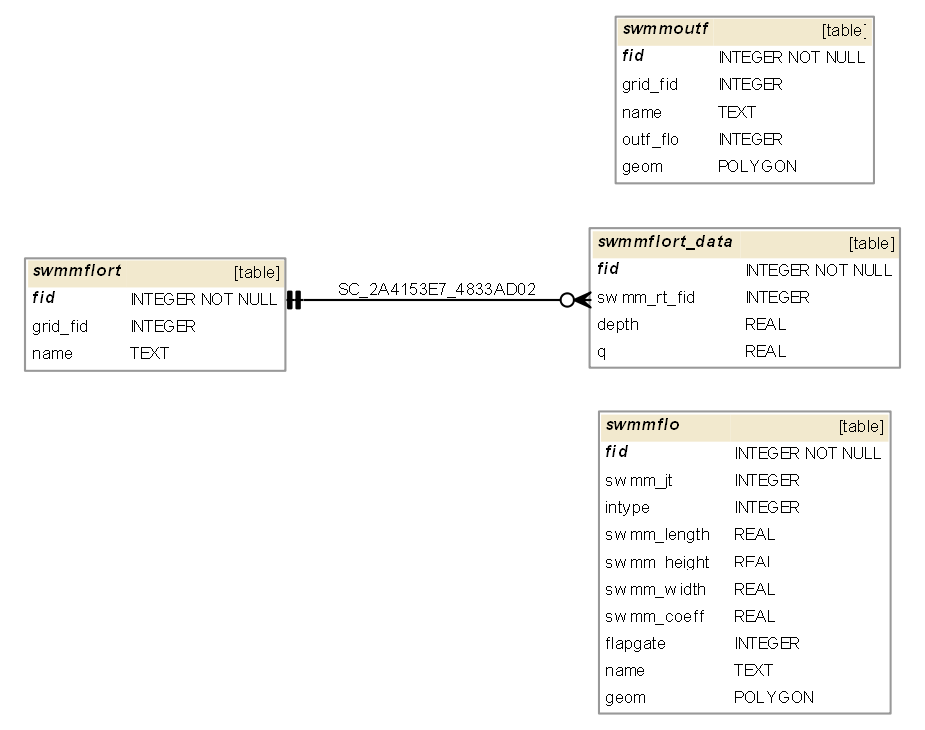 swmmoutf [table]
fid INTEGER NOT NULL
grid_fid INTEGER
name TEXT
outf_flo INTEGER
geom POLYGON
swmmflort [table]
fid INTEGER NOT NULL
grid_fid INTEGER
name TEXT
SC_2A4153E7_4833AD02
swmmflort_data [table]
fid INTEGER NOT NULL
swmm_rt_fid INTEGER
depth REAL
q REAL
swmmflo [table]
fid INTEGER NOT NULL
swmm_jt INTEGER
intype INTEGER
swmm_length REAL
swmm_height REAL
swmm_width REAL
swmm_coeff REAL
flapgate INTEGER
name TEXT
geom POLYGON